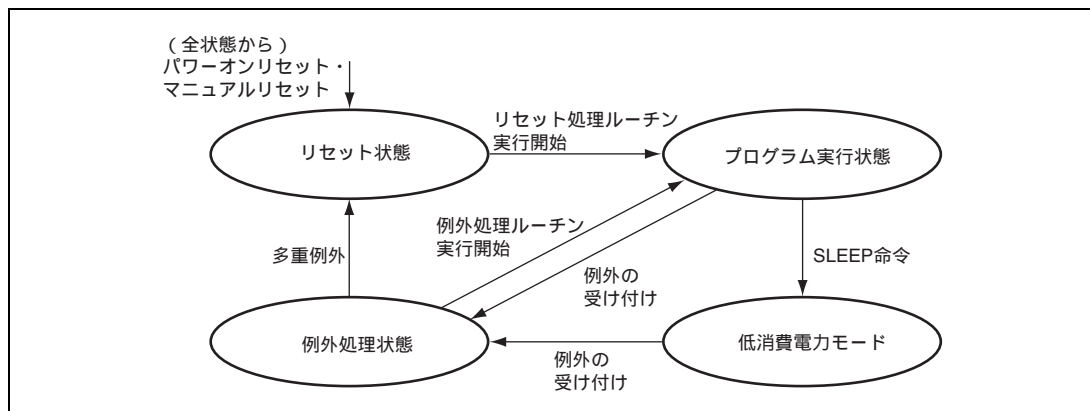 （全状態から）
パワーオンリセット・
マニュアルリセット
リセット処理ルーチン
実行開始
リセット状態
プログラム実行状態
例外処理ルーチン
実行開始
多重例外
SLEEP命令
例外の
受け付け
例外処理状態
低消費電力モード
例外の
受け付け